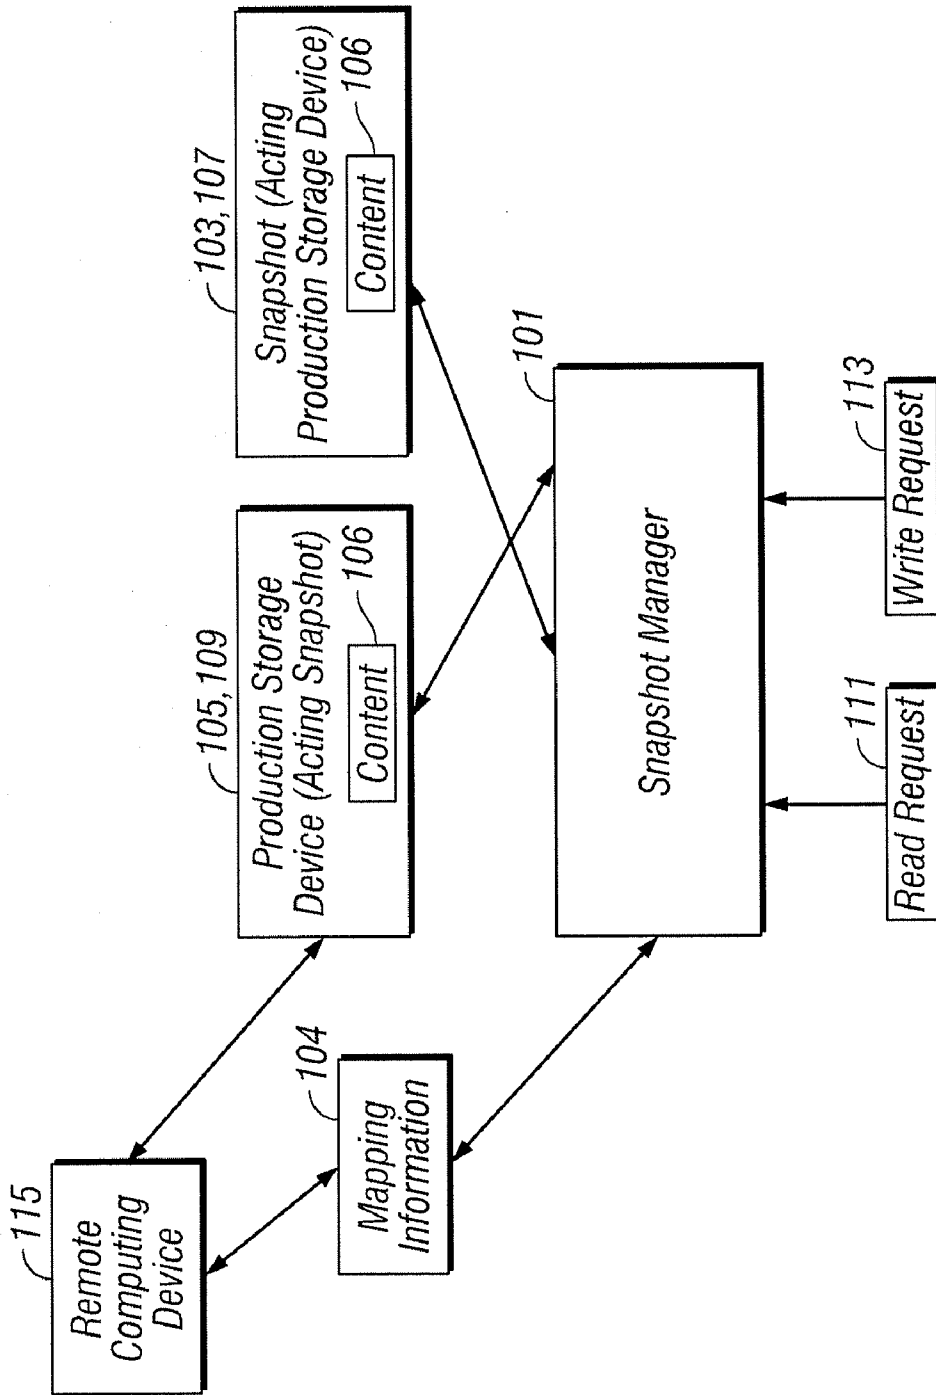 115
Remote
Computing
Device
104
Mapping
Information
105,109
Production Storage
Device (Acting Snapshot)
Content
106
103,107
Snapshot (Acting
Production Storage Device)
Content
106
101
Snapshot Manager
111
Read Request
113
Write Request